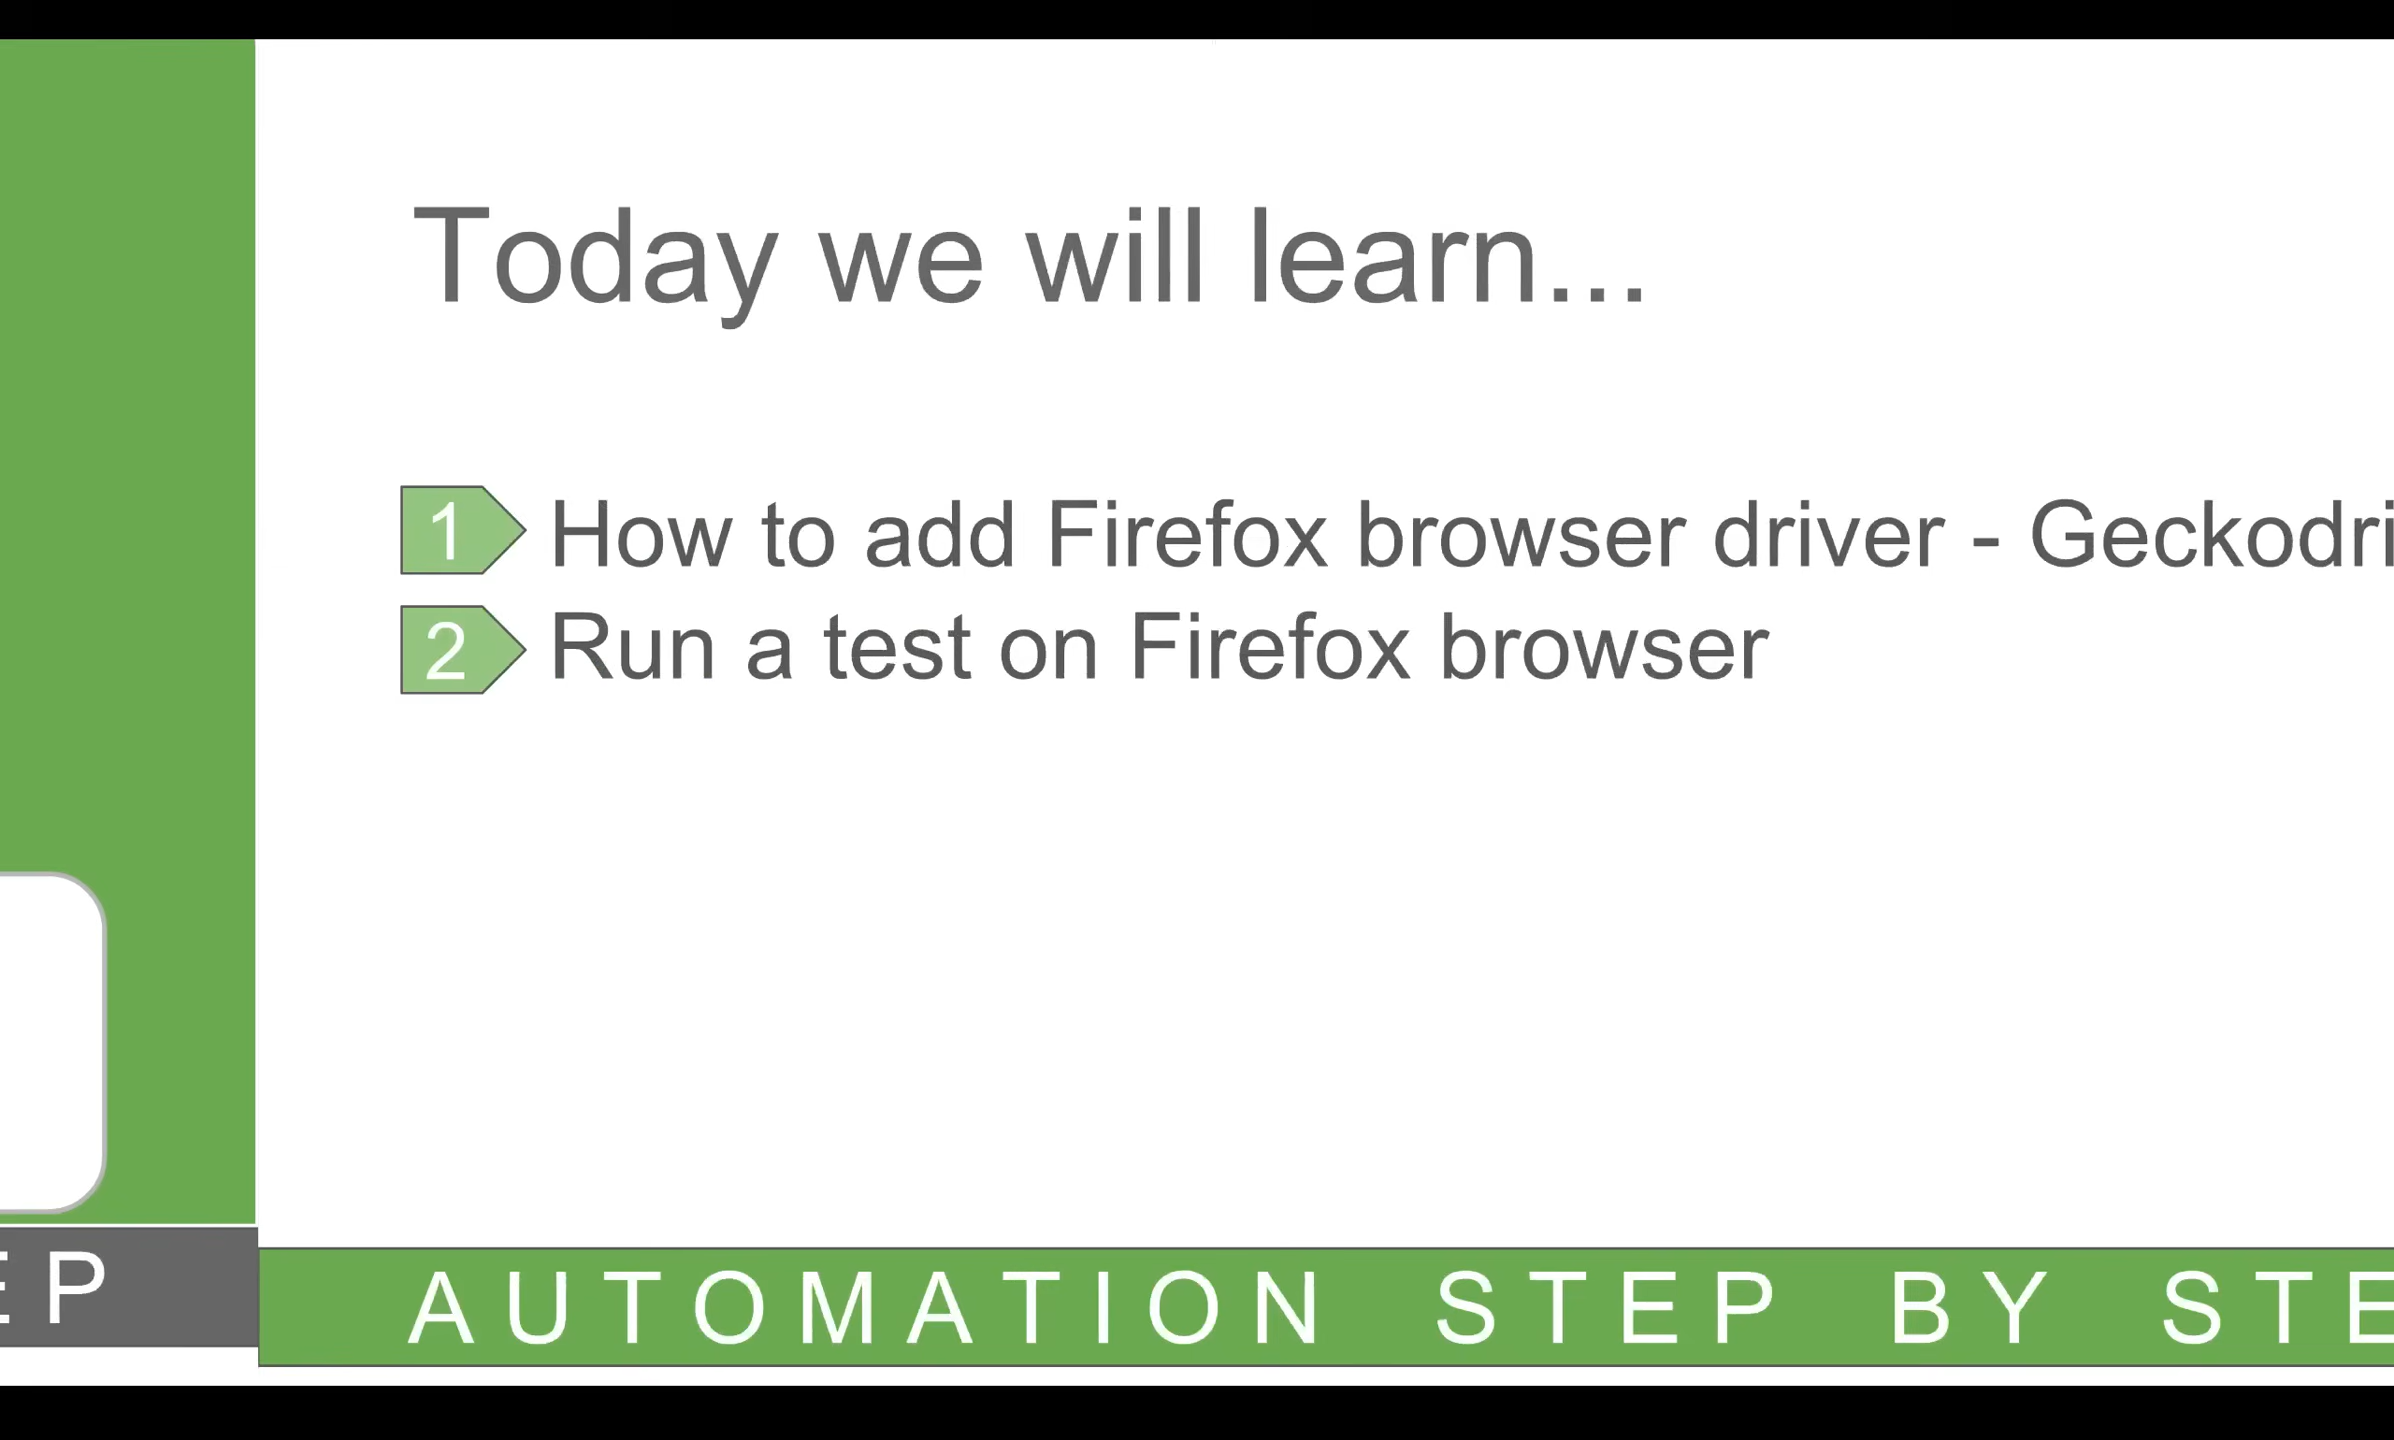 Today we will learn...
1 How to add Firefox browser driver - Geckodri
2 Run a test on Firefox browser
EP
AUTOMATION STEP BY STE